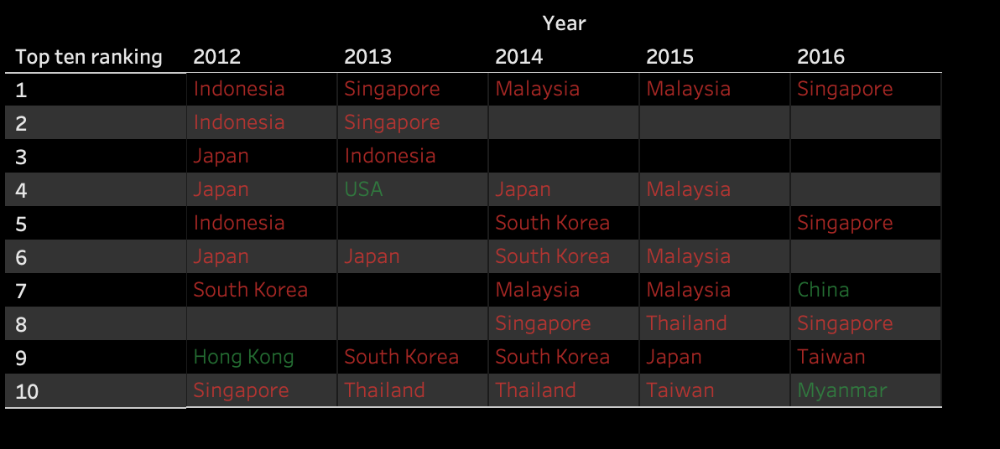 Year
Top ten ranking 2012 2013 2014 2015 2016
1 Indonesia Singapore Malaysia Malaysia Singapore
2 Indonesia Singapore
3 Japan Indonesia
4 Japan USA Japan Malaysia
5 Indonesia South Korea Singapore
6 Japan Japan South Korea Malaysia
7 South Korea Malaysia Malaysia China
8 Singapore Thailand Singapore
9 Hong Kong South Korea South Korea Japan Taiwan
10 Singapore Thailand Thailand Taiwan Myanmar